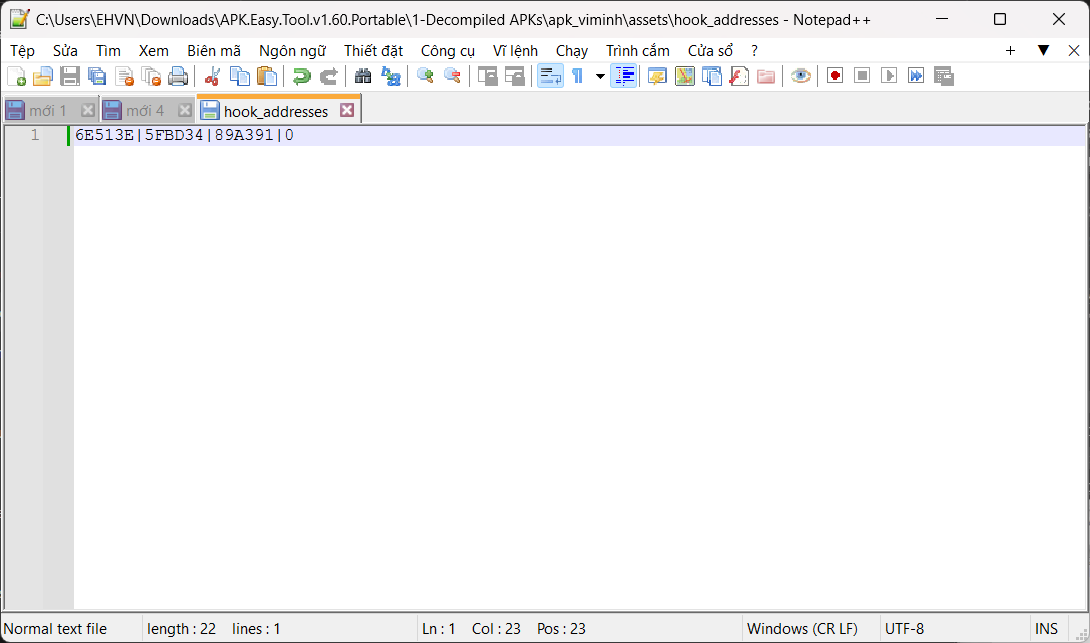 C:\Users\EHVN\Downloads\APK.Easy.Tool.v1.60.Portable\1-Decompiled APKs\apk_viminh\assets\hook_addresses - Notepad++
Tệp Sửa Tìm Xem Biên mã Ngôn ngữ Thiết đặt Công cụ Vĩ lệnh Chạy Trình cắm Cửa sổ ? + ▼ X
mới 1 mới 4 hook_addresses
1 6E513E|5FBD34|89A391|0
Normal text file length : 22 lines : 1 Ln : 1 Col : 23 Pos : 23 Windows (CR LF) UTF-8 INS